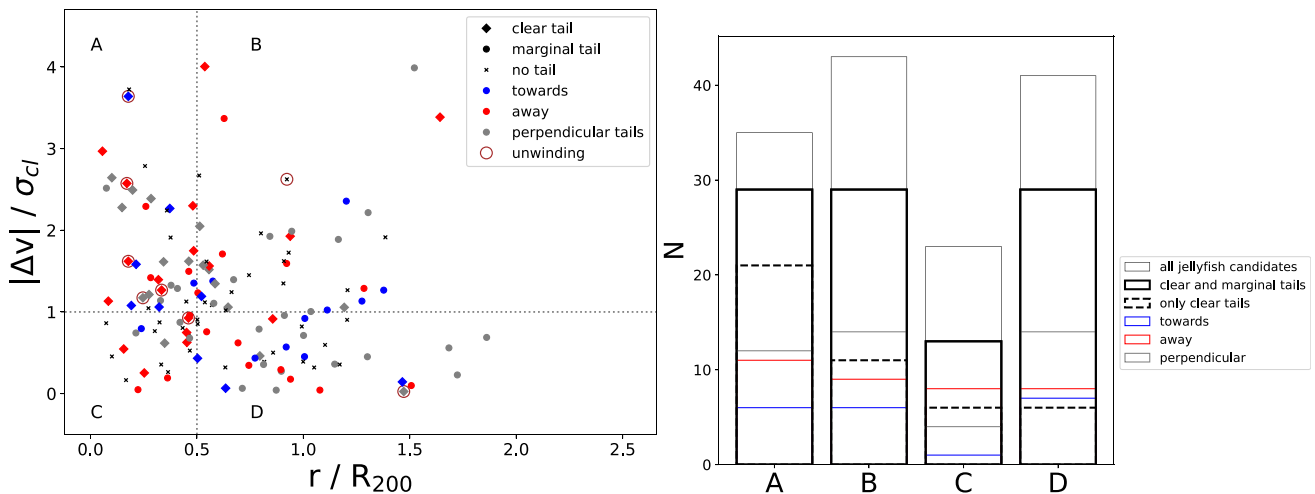 A
B
C
D
clear tail
marginal tail
no tail
towards
away
perpendicular tails
unwinding
4
3
2
1
0
|Δv| / σcl
0.0 0.5 1.0 1.5 2.0 2.5
r / R200
40
30
20
10
0
N
A B C D
all jellyfish candidates
clear and marginal tails
only clear tails
towards
away
perpendicular